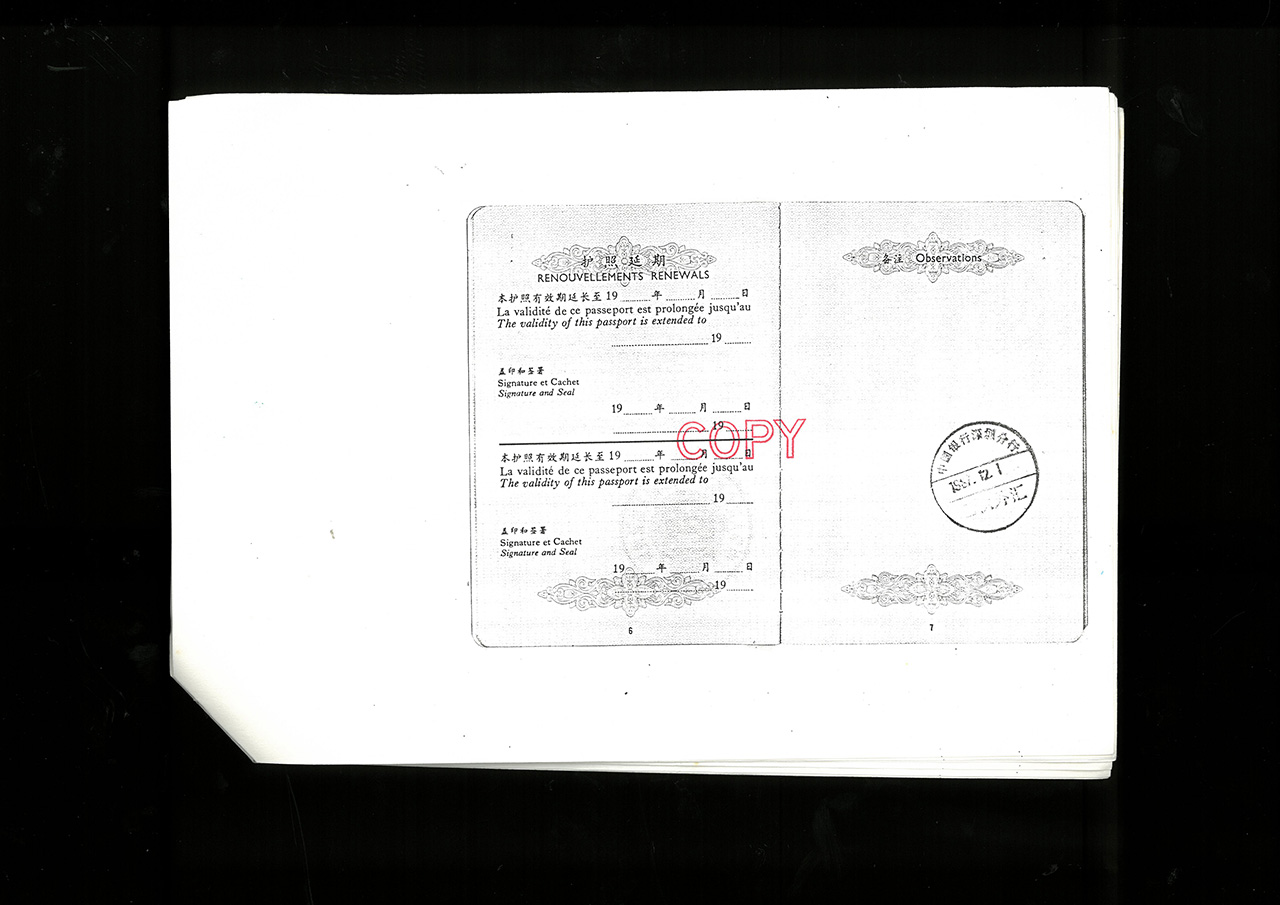 护照延期
RENOUVELLEMENTS RENEWALS
本护照有效期延长至 19 年 月 日
La validité de ce passeport est prolongée jusqu'au
The validity of this passport is extended to
19
盖印和签署
Signature et Cachet
Signature and Seal
19 年 月 日
19
COPY
本护照有效期延长至 19 年 月 日
La validité de ce passeport est prolongée jusqu'au
The validity of this passport is extended to
19
盖印和签署
Signature et Cachet
Signature and Seal
19 年 月 日
19
6
备注 Observations
中国银行深圳分行
1987.12.1
汇
7